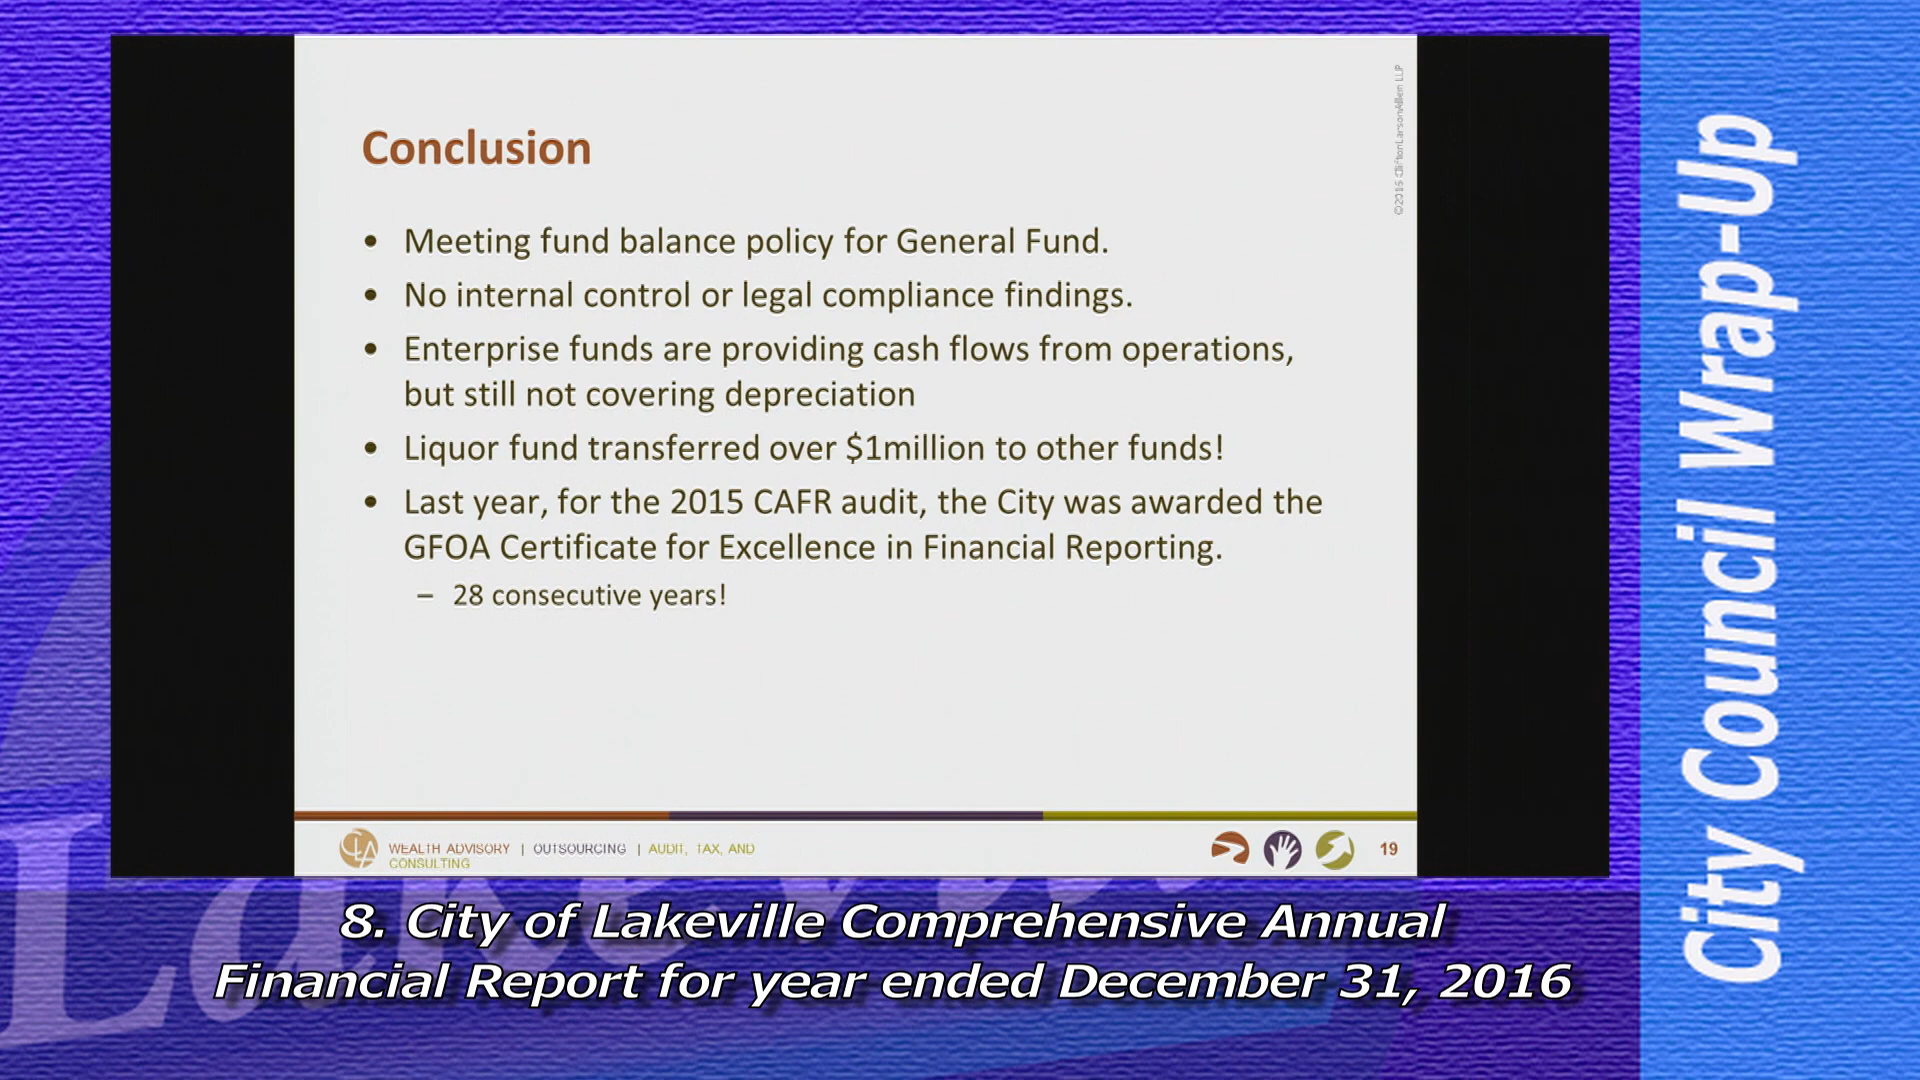 ©2016 CliftonLarsonAllen LLP
Conclusion
• Meeting fund balance policy for General Fund.
• No internal control or legal compliance findings.
• Enterprise funds are providing cash flows from operations,
but still not covering depreciation
• Liquor fund transferred over $1million to other funds!
• Last year, for the 2015 CAFR audit, the City was awarded the
GFOA Certificate for Excellence in Financial Reporting.
– 28 consecutive years!
CLA
WEALTH ADVISORY | OUTSOURCING | AUDIT, TAX, AND
CONSULTING
19
8. City of Lakeville Comprehensive Annual
Financial Report for year ended December 31, 2016
City Council Wrap-Up